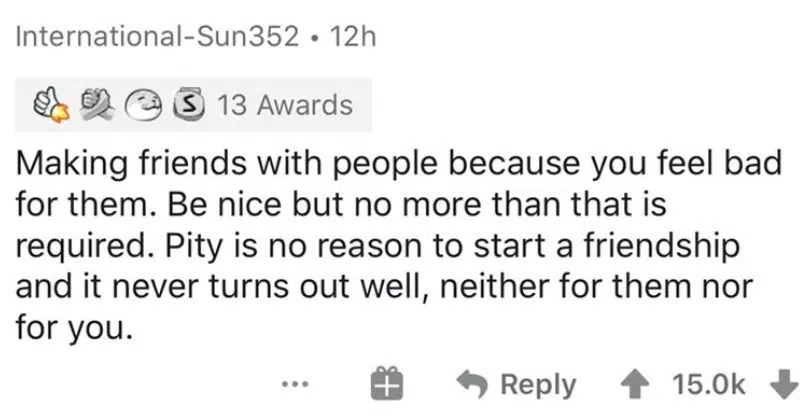 International-Sun352 • 12h
S 13 Awards
Making friends with people because you feel bad
for them. Be nice but no more than that is
required. Pity is no reason to start a friendship
and it never turns out well, neither for them nor
for you.
... Reply 15.0k